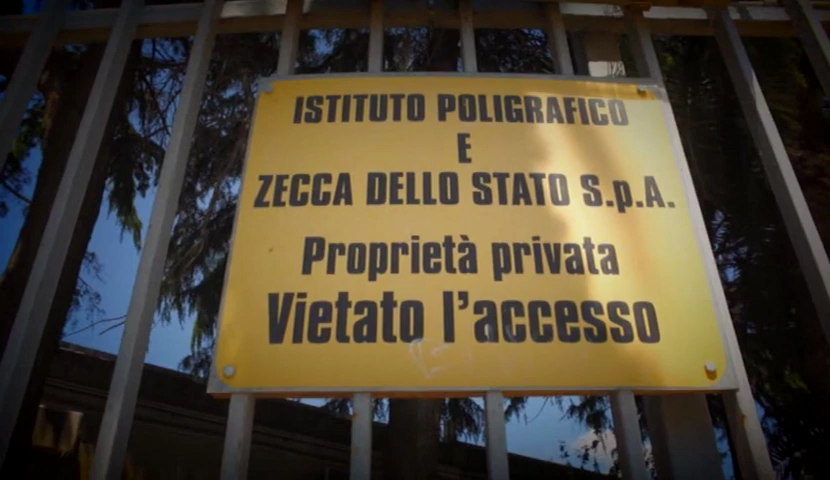 ISTITUTO POLIGRAFICO
E
ZECCA DELLO STATO S.p.A.
Proprietà privata
Vietato l'accesso